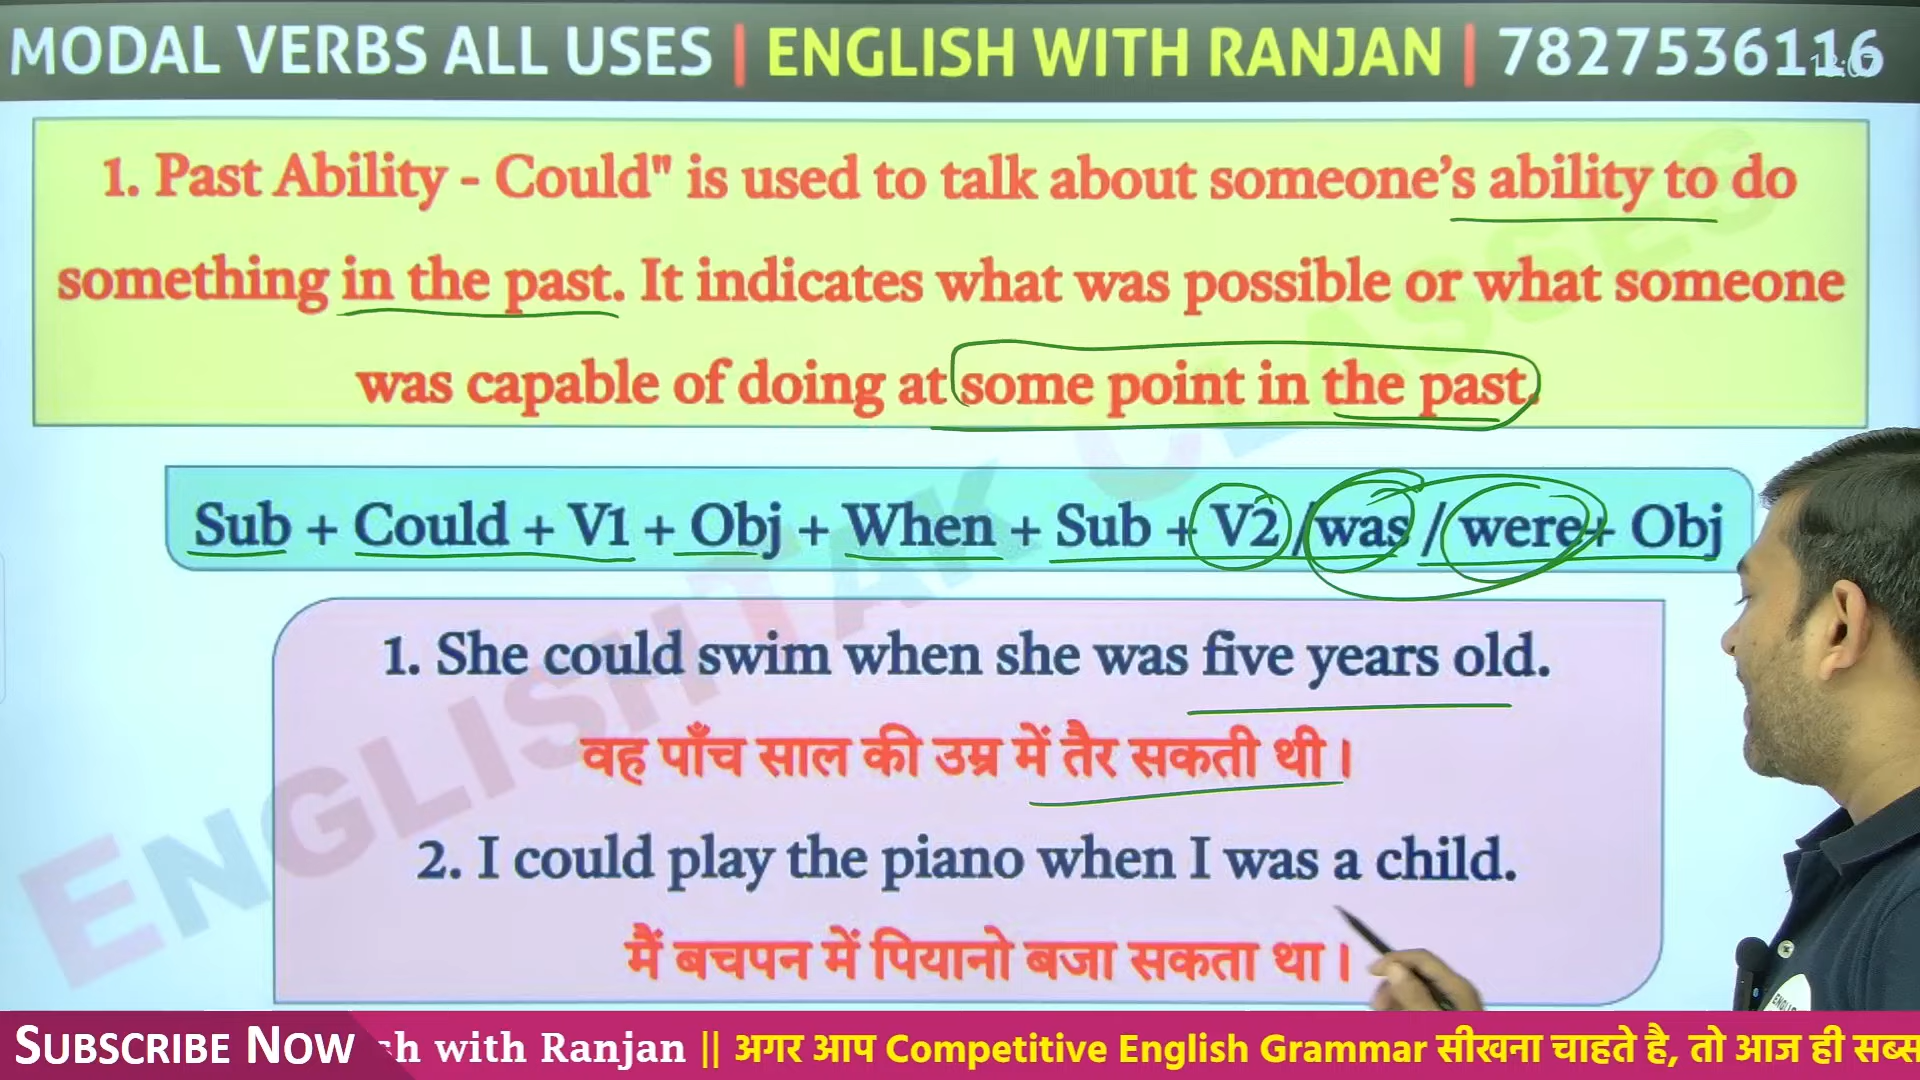 MODAL VERBS ALL USES | ENGLISH WITH RANJAN | 7827536116
1. Past Ability - Could" is used to talk about someone’s ability to do
something in the past. It indicates what was possible or what someone
was capable of doing at some point in the past.
Sub + Could + V1 + Obj + When + Sub + V2 /was / were+ Obj
1. She could swim when she was five years old.
वह पाँच साल की उम्र में तैर सकती थी।
2. I could play the piano when I was a child.
मैं बचपन में पियानो बजा सकता था।
ENGLISHTAK CLASSES
SUBSCRIBE NOW sh with Ranjan || अगर आप Competitive English Grammar सीखना चाहते है, तो आज ही सब्स